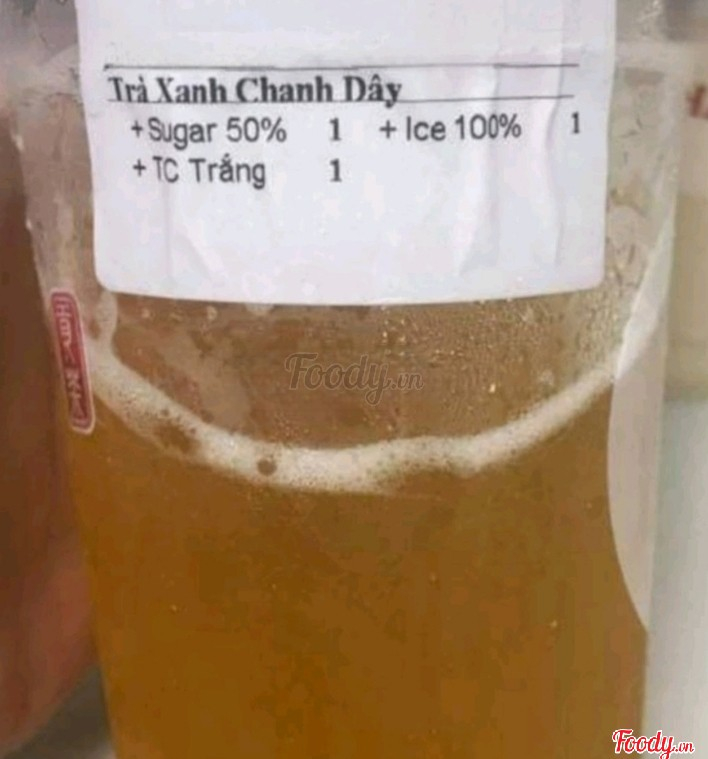 Trà Xanh Chanh Dây
+ Sugar 50% 1 + Ice 100% 1
+ TC Trắng 1
Foody.vn
Foody.vn